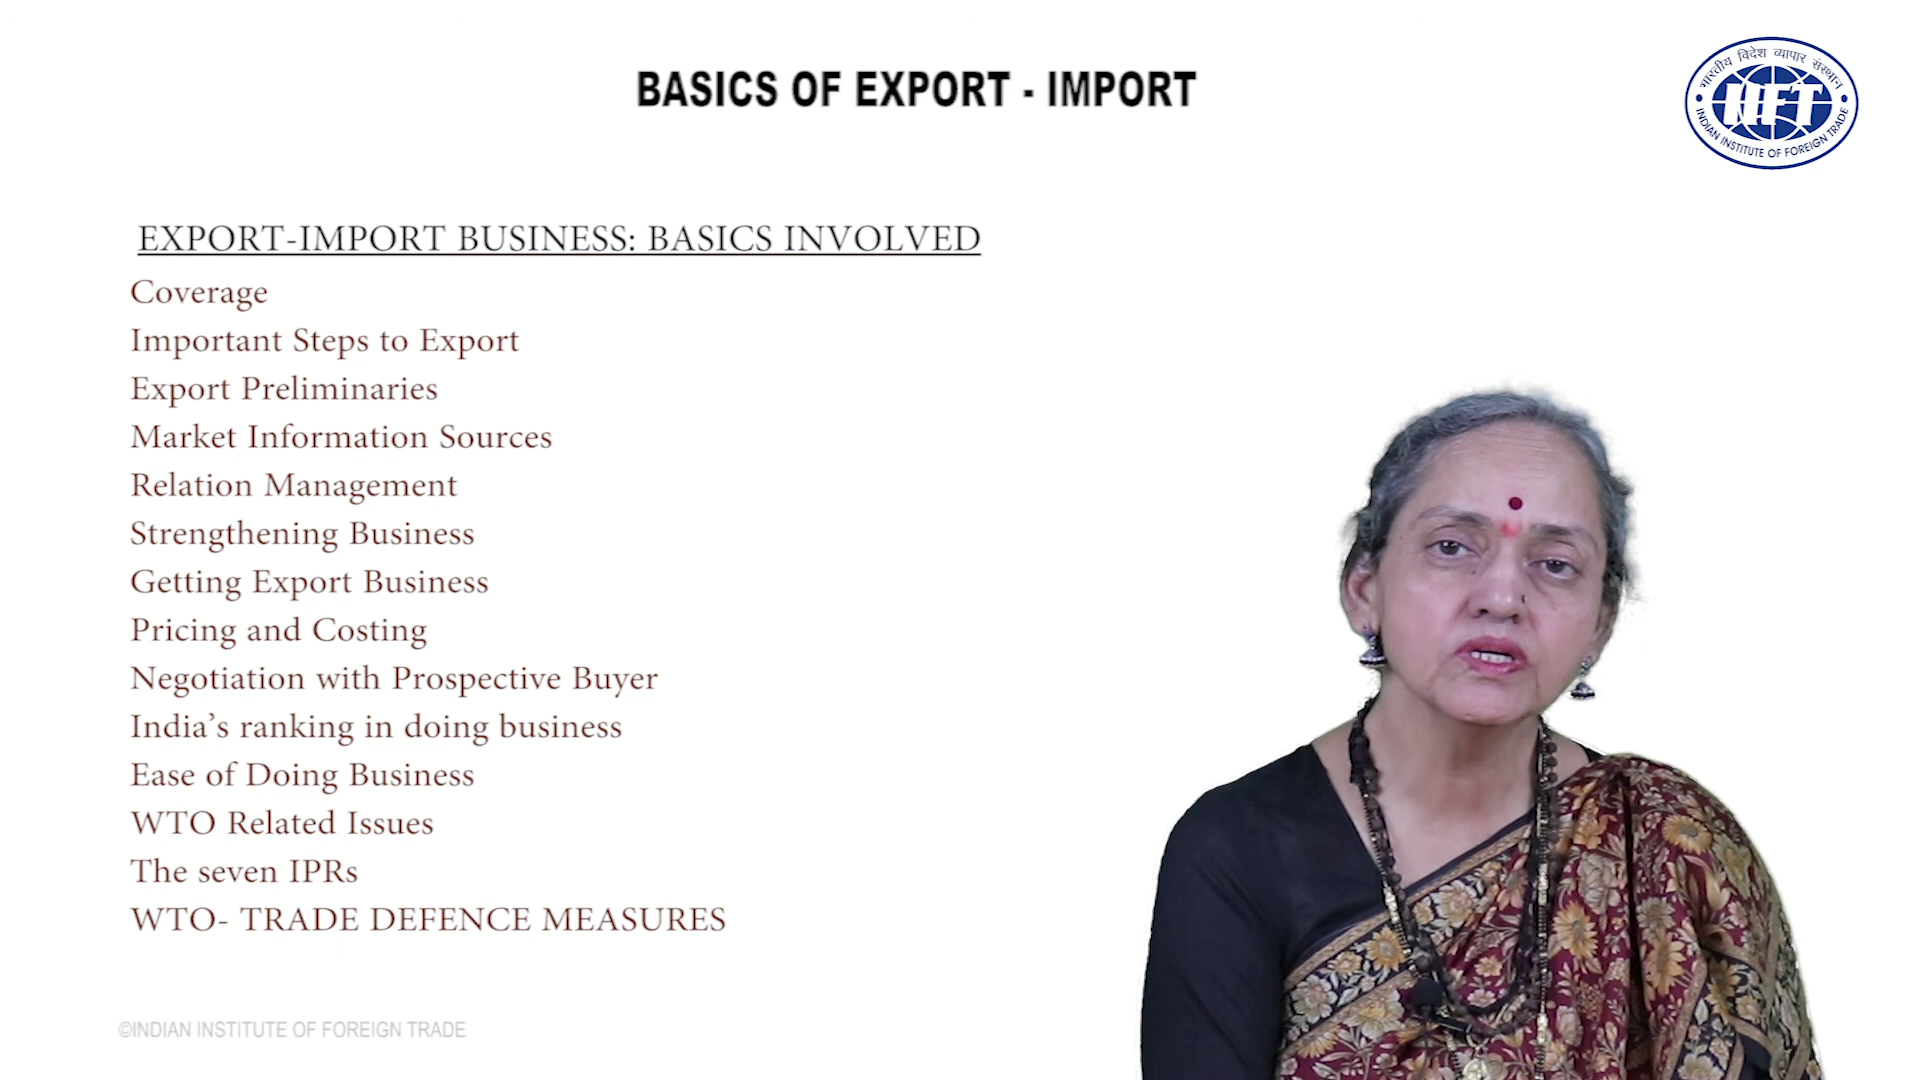 BASICS OF EXPORT - IMPORT
भारतीय विदेश व्यापार संस्थान
IIFT
INDIAN INSTITUTE OF FOREIGN TRADE
EXPORT-IMPORT BUSINESS: BASICS INVOLVED
Coverage
Important Steps to Export
Export Preliminaries
Market Information Sources
Relation Management
Strengthening Business
Getting Export Business
Pricing and Costing
Negotiation with Prospective Buyer
India’s ranking in doing business
Ease of Doing Business
WTO Related Issues
The seven IPRs
WTO- TRADE DEFENCE MEASURES
©INDIAN INSTITUTE OF FOREIGN TRADE